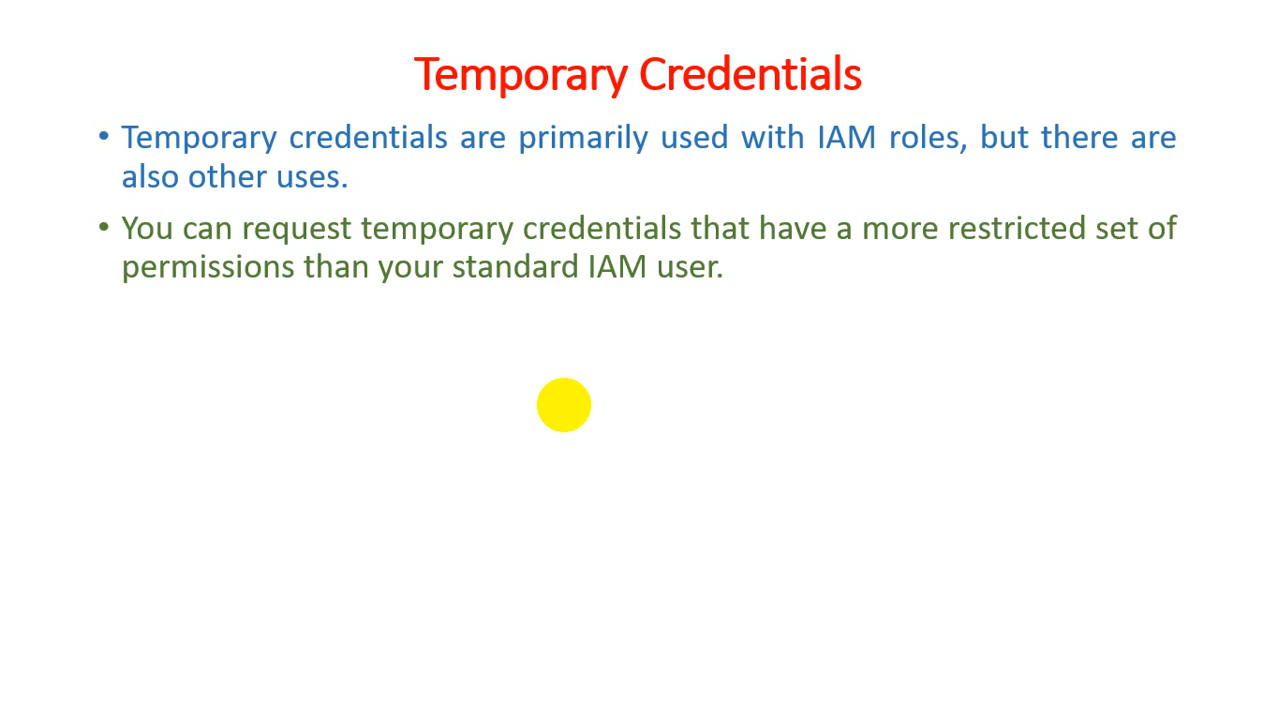 Temporary Credentials
• Temporary credentials are primarily used with IAM roles, but there are
also other uses.
• You can request temporary credentials that have a more restricted set of
permissions than your standard IAM user.